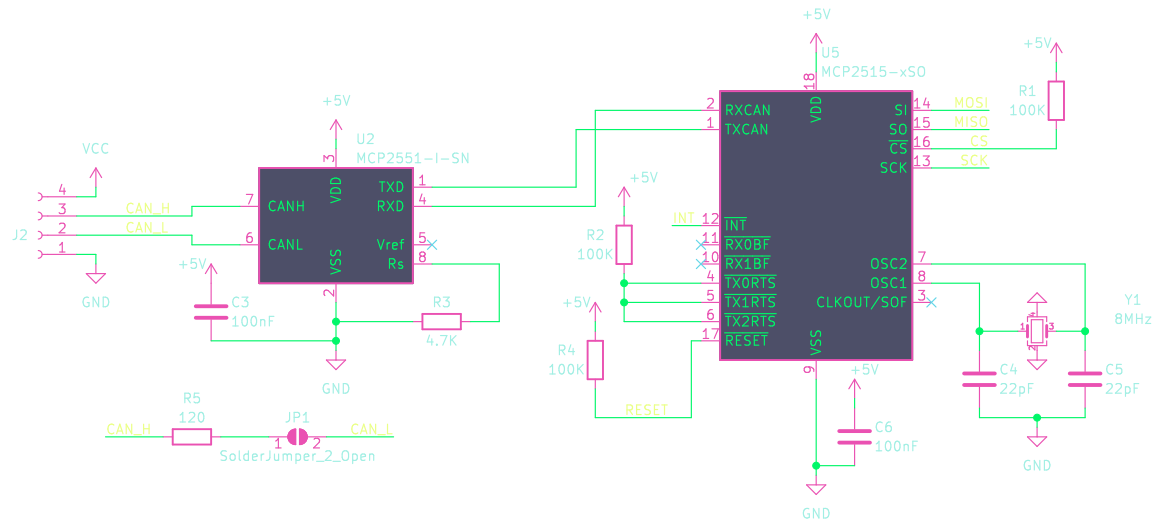 +5V
U5
MCP2515-xSO
18
VDD
2 RXCAN
1 TXCAN
SI 14 MOSI
SO 15 MISO
CS 16 CS
SCK 13 SCK
+5V
R1
100K
+5V
U2
MCP2551-I-SN
3
VDD
TXD 1
RXD 4
Vref 5
Rs 8
7 CANH
6 CANL
VSS
2
VCC
4
3 CAN_H
2 CAN_L
1
J2
GND
+5V
C3
100nF
R3
4.7K
GND
+5V
R2
100K
INT 12 INT
11 RX0BF
10 RX1BF
4 TX0RTS
5 TX1RTS
6 TX2RTS
17 RESET
+5V
R4
100K
RESET
VSS
9
OSC2 7
OSC1 8
CLKOUT/SOF 3
Y1
8MHz
4
1 3
2
C4
22pF
C5
22pF
GND
+5V
C6
100nF
GND
R5
120
CAN_H
JP1
1 2
CAN_L
SolderJumper_2_Open